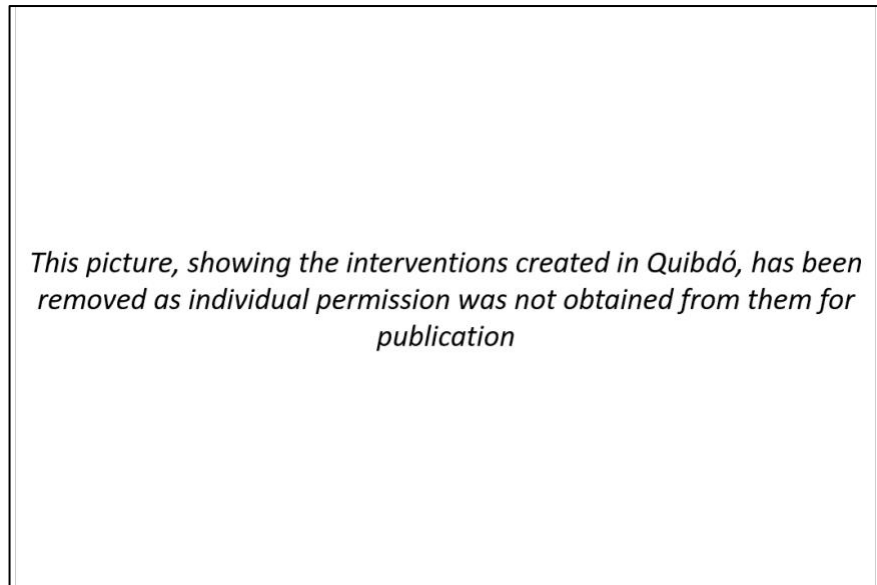 This picture, showing the interventions created in Quibdó, has been
removed as individual permission was not obtained from them for
publication